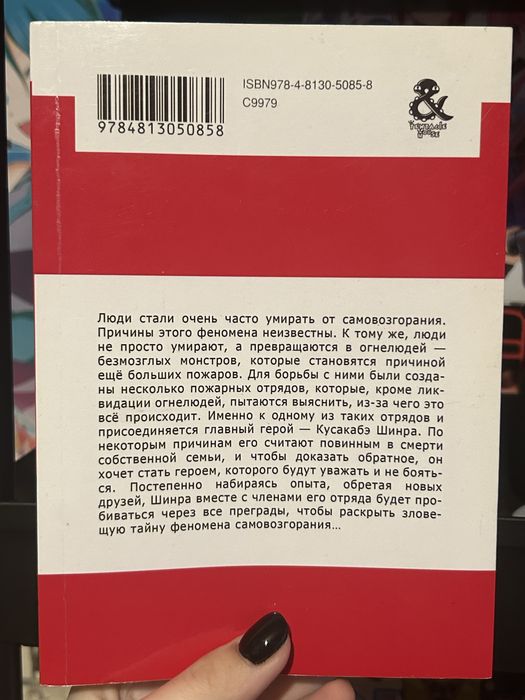 ISBN978-4-8130-5085-8
C9979
9784813050858
&
TENTACLE
HOUSE
Люди стали очень часто умирать от самовозгорания.
Причины этого феномена неизвестны. К тому же, люди
не просто умирают, а превращаются в огнелюдей —
безмозглых монстров, которые становятся причиной
ещё больших пожаров. Для борьбы с ними были созда-
ны несколько пожарных отрядов, которые, кроме лик-
видации огнелюдей, пытаются выяснить, из-за чего это
всё происходит. Именно к одному из таких отрядов и
присоединяется главный герой — Кусакабэ Шинра. По
некоторым причинам его считают повинным в смерти
собственной семьи, и чтобы доказать обратное, он
хочет стать героем, которого будут уважать и не боять-
ся. Постепенно набираясь опыта, обретая новых
друзей, Шинра вместе с членами его отряда будет про-
биваться через все преграды, чтобы раскрыть злове-
щую тайну феномена самовозгорания...